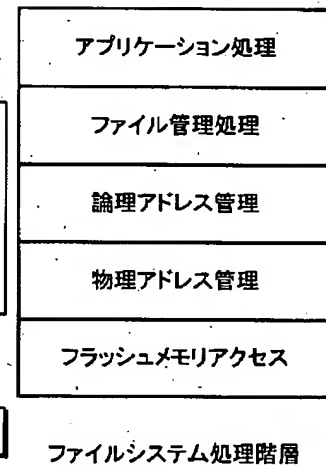 アプリケーション処理
ファイル管理処理
論理アドレス管理
物理アドレス管理
フラッシュメモリアクセス
ファイルシステム処理階層